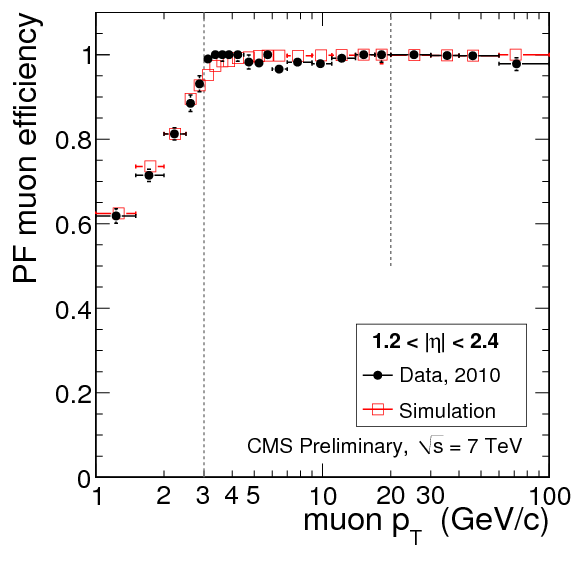 PF muon efficiency
1
0.8
0.6
0.4
0.2
0
1.2 < |η| < 2.4
Data, 2010
Simulation
CMS Preliminary, √s = 7 TeV
1 2 3 4 5 10 20 30 100
muon p_T (GeV/c)